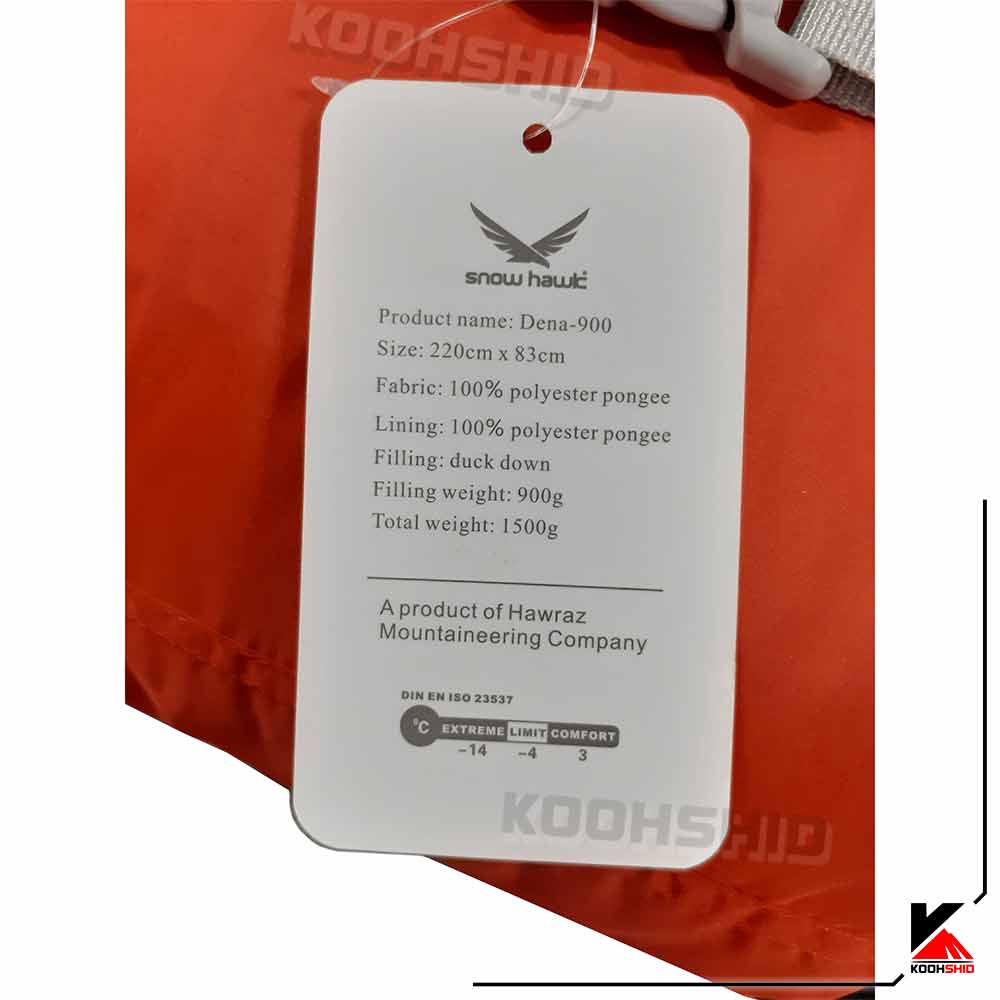 KOOHSHID
snow hawk
Product name: Dena-900
Size: 220cm x 83cm
Fabric: 100% polyester pongee
Lining: 100% polyester pongee
Filling: duck down
Filling weight: 900g
Total weight: 1500g
A product of Hawraz
Mountaineering Company
DIN EN ISO 23537
°C EXTREME LIMIT COMFORT
-14 -4 3
KOOHSHID
KOOHSHID